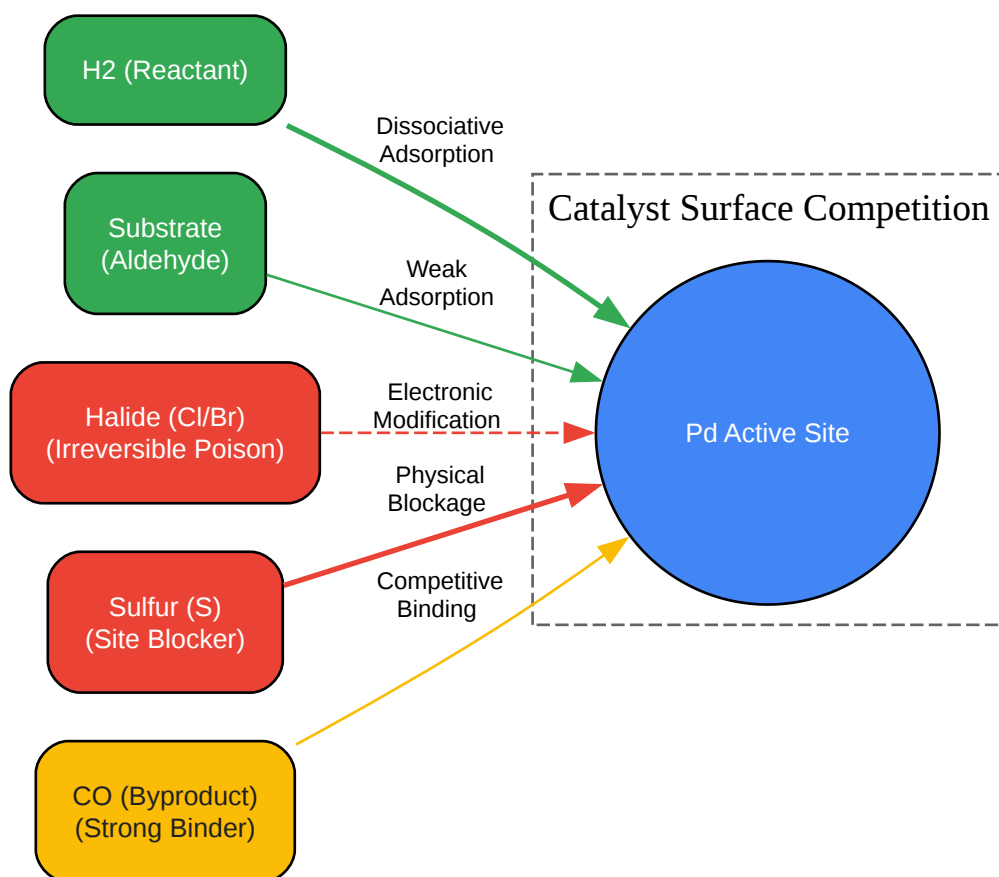 H2 (Reactant)
Dissociative
Adsorption
Substrate
(Aldehyde)
Weak
Adsorption
Catalyst Surface Competition
Halide (Cl/Br)
(Irreversible Poison)
Electronic
Modification
Pd Active Site
Physical
Blockage
Sulfur (S)
(Site Blocker)
Competitive
Binding
CO (Byproduct)
(Strong Binder)